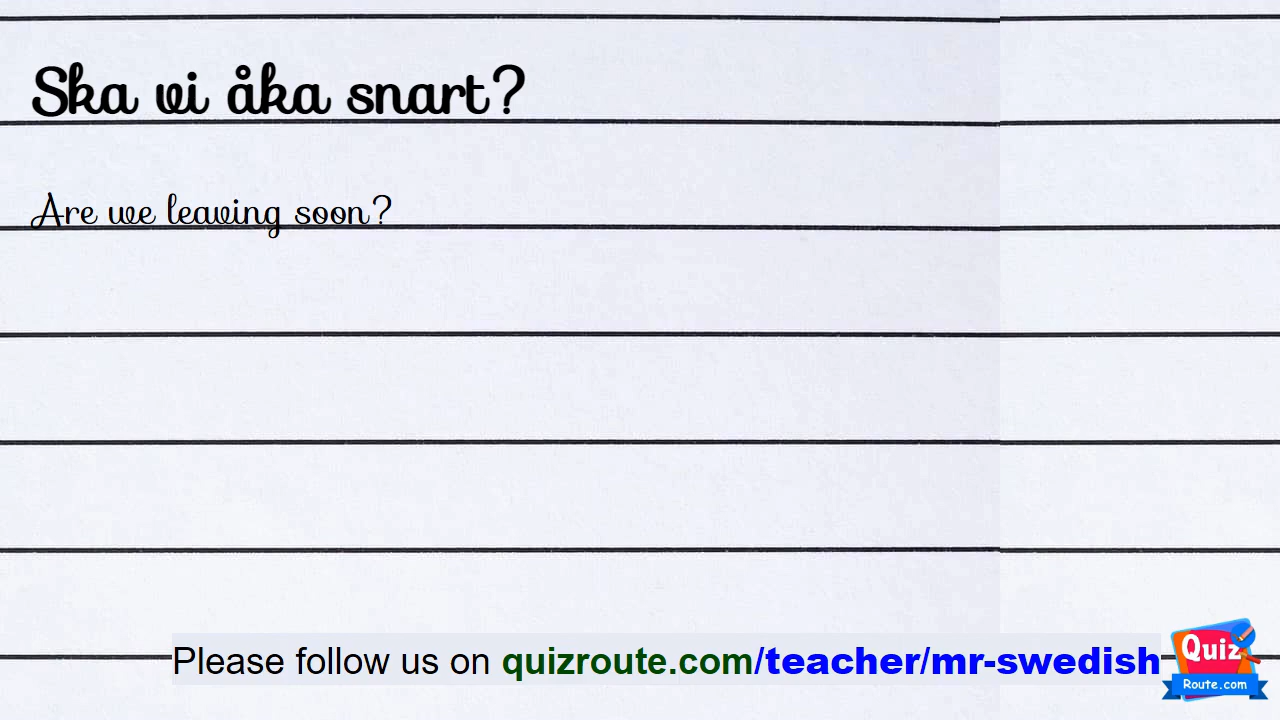 Ska vi åka snart?
Are we leaving soon?
Please follow us on quizroute.com/teacher/mr-swedish
Quiz
Route.com